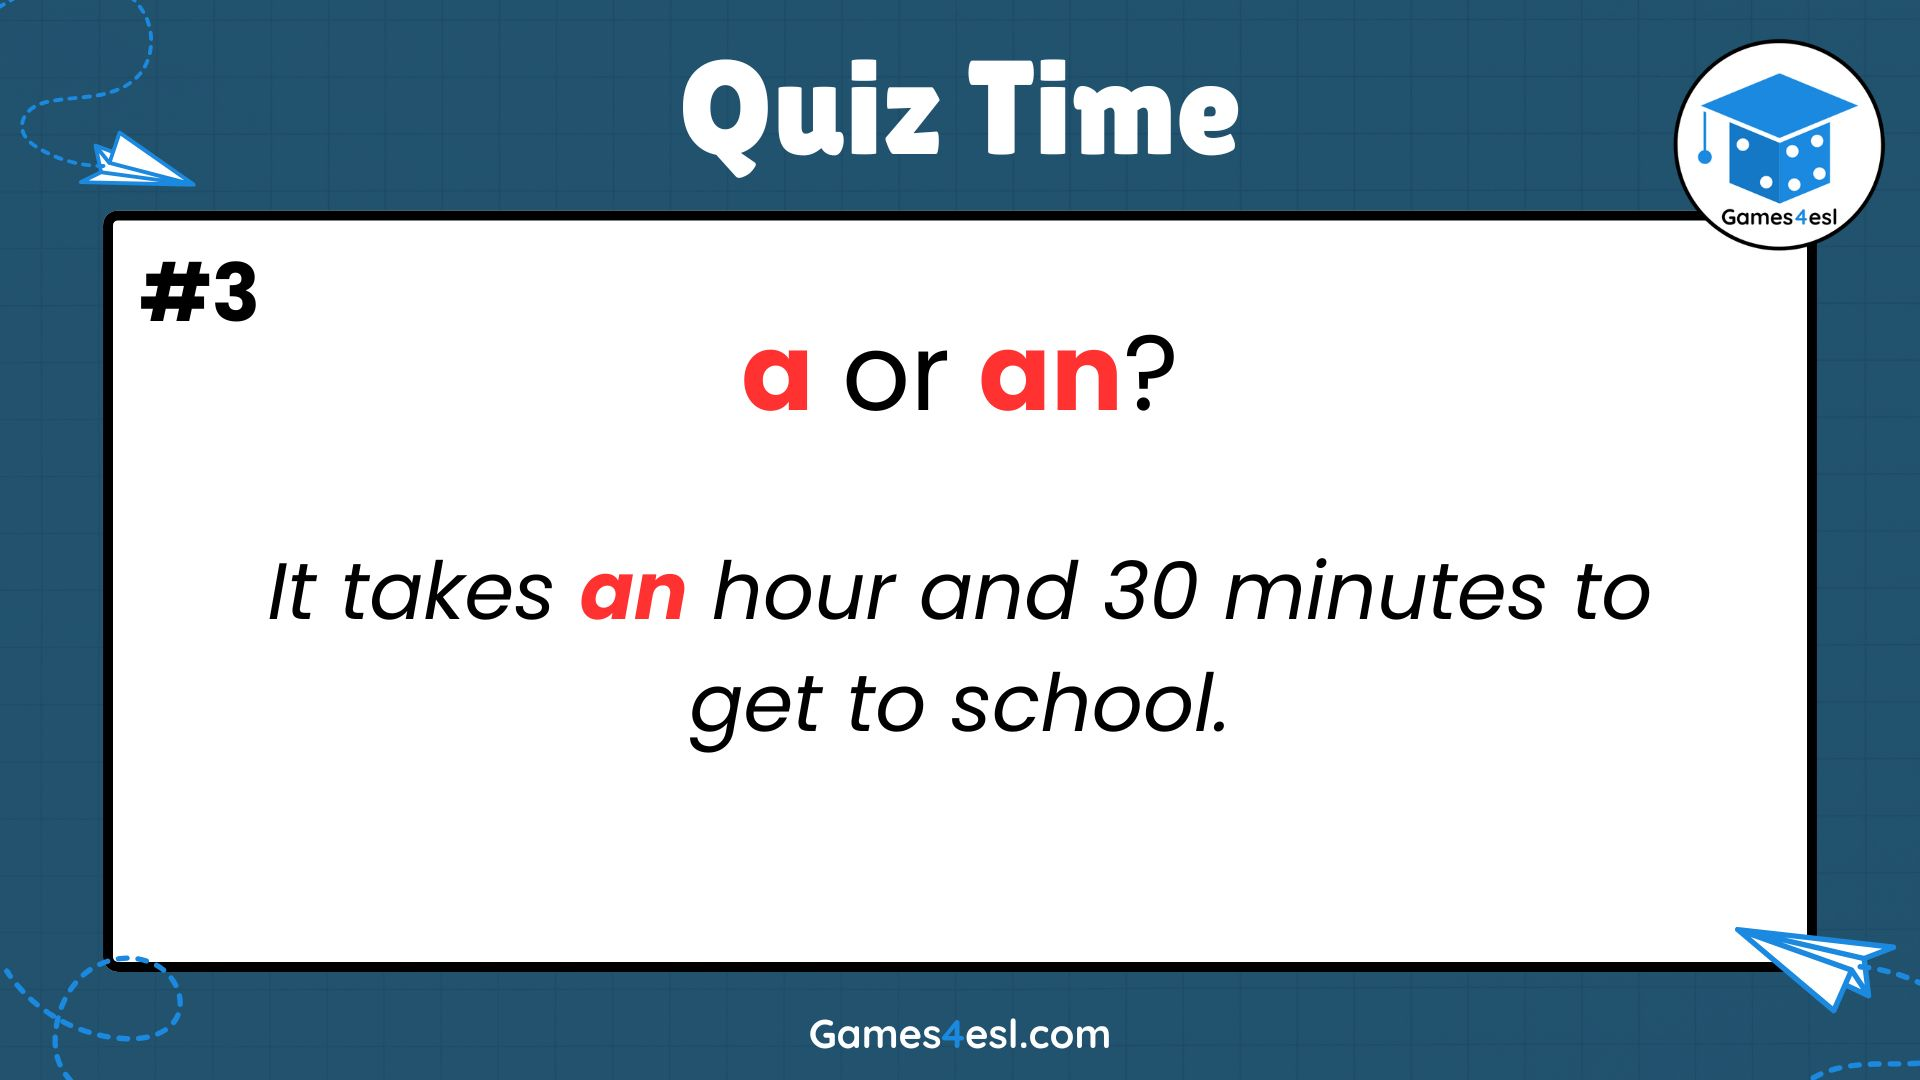 Quiz Time
Games4esl
#3
a or an?
It takes an hour and 30 minutes to
get to school.
Games4esl.com